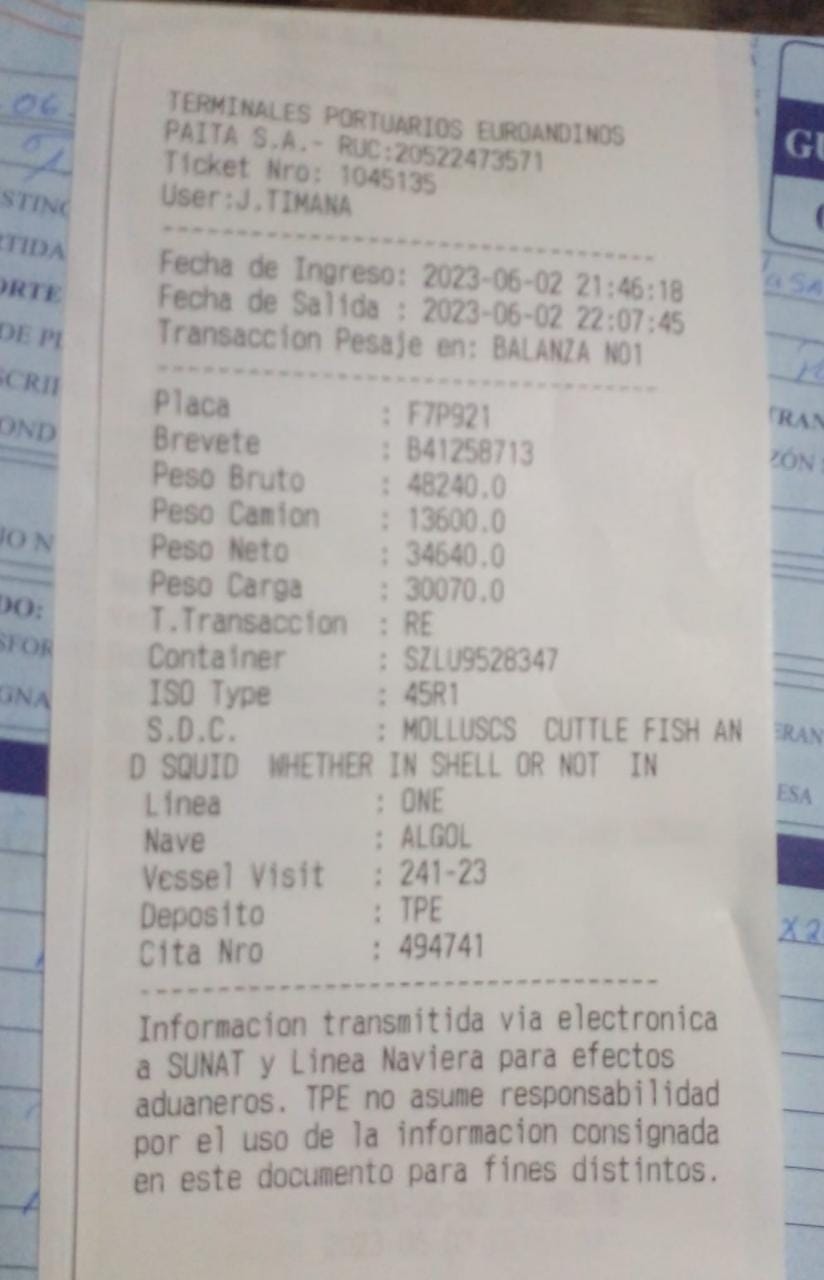 TERMINALES PORTUARIOS EUROANDINOS
PAITA S.A.- RUC:20522473571
Ticket Nro: 1045135
User:J.TIMANA
Fecha de Ingreso: 2023-06-02 21:46:18
Fecha de Salida : 2023-06-02 22:07:45
Transaccion Pesaje en: BALANZA N01
Placa : F7P921
Brevete : B41258713
Peso Bruto : 48240.0
Peso Camion : 13600.0
Peso Neto : 34640.0
Peso Carga : 30070.0
T.Transaccion : RE
Container : SZLU9528347
ISO Type : 45R1
S.D.C. : MOLLUSCS CUTTLE FISH AN
D SQUID WHETHER IN SHELL OR NOT IN
Linea : ONE
Nave : ALGOL
Vessel Visit : 241-23
Deposito : TPE
Cita Nro : 494741
Informacion transmitida via electronica
a SUNAT y Linea Naviera para efectos
aduaneros. TPE no asume responsabilidad
por el uso de la informacion consignada
en este documento para fines distintos.